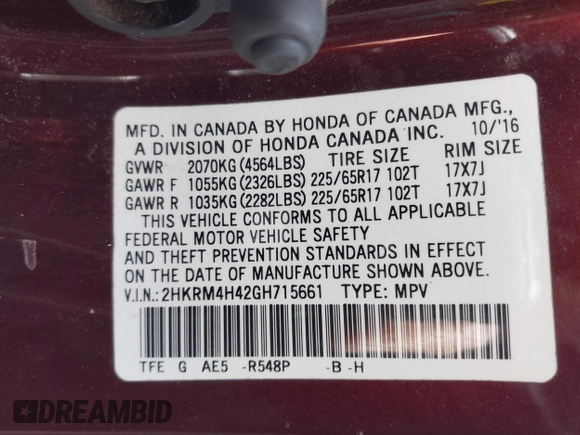 MFD. IN CANADA BY HONDA OF CANADA MFG.,
A DIVISION OF HONDA CANADA INC. 10/'16
GVWR 2070KG (4564LBS) TIRE SIZE RIM SIZE
GAWR F 1055KG (2326LBS) 225/65R17 102T 17X7J
GAWR R 1035KG (2282LBS) 225/65R17 102T 17X7J
THIS VEHICLE CONFORMS TO ALL APPLICABLE
FEDERAL MOTOR VEHICLE SAFETY
AND THEFT PREVENTION STANDARDS IN EFFECT
ON THE DATE OF MANUFACTURE SHOWN ABOVE.
V.I.N.: 2HKRM4H42GH715661 TYPE: MPV
TFE G AE5 -R548P -B -H
DREAMBID